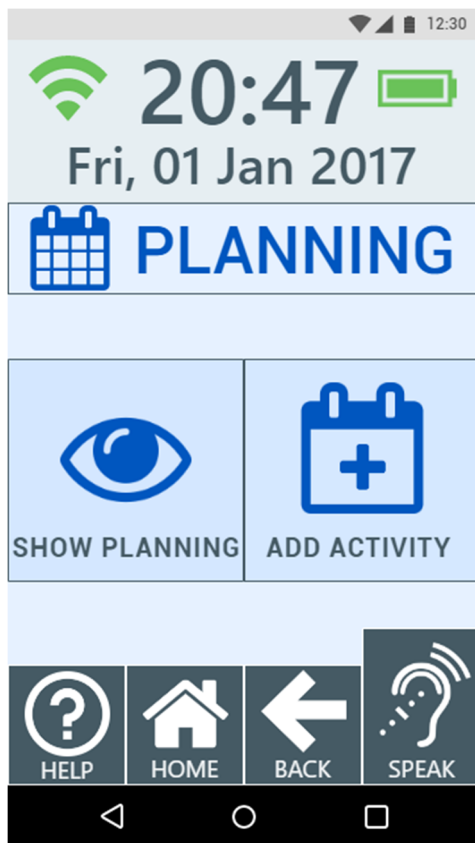 12:30
20:47
Fri, 01 Jan 2017
PLANNING
SHOW PLANNING
ADD ACTIVITY
HELP
HOME
BACK
SPEAK